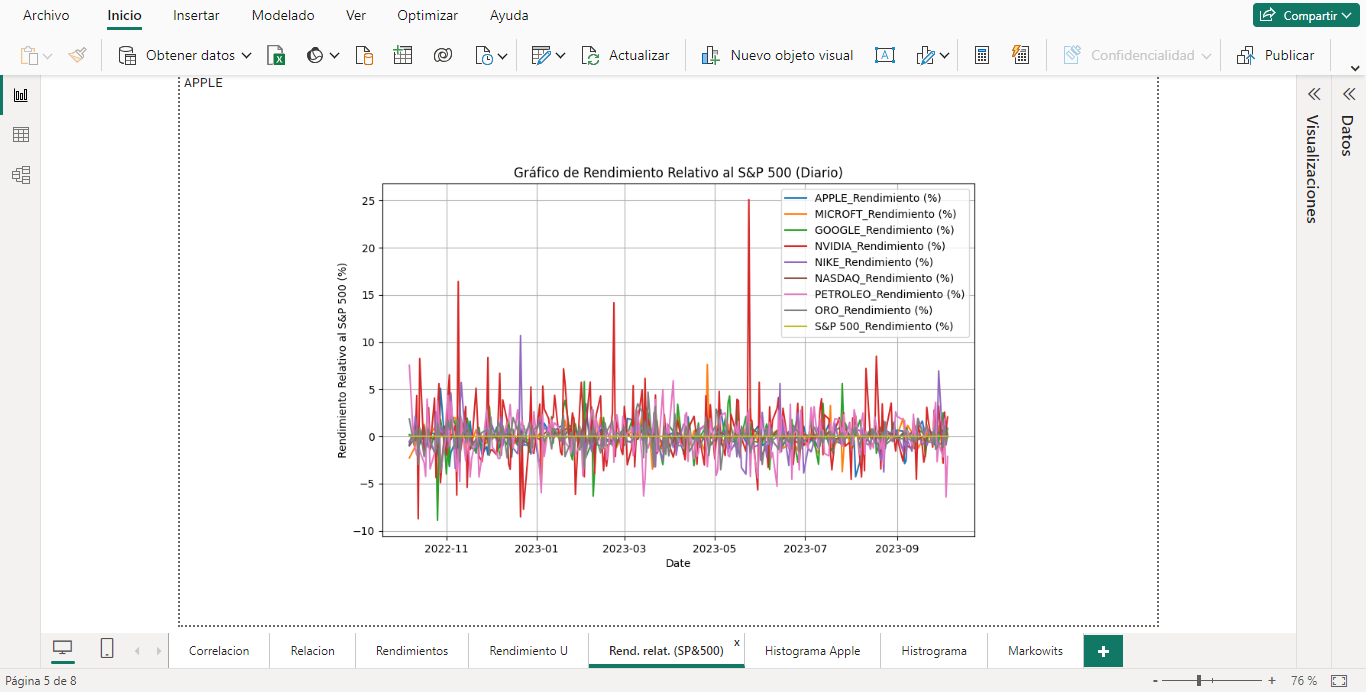 Archivo Inicio Insertar Modelado Ver Optimizar Ayuda Compartir
Obtener datos Actualizar Nuevo objeto visual Confidencialidad Publicar
APPLE
Visualizaciones
Datos
Gráfico de Rendimiento Relativo al S&P 500 (Diario)
Rendimiento Relativo al S&P 500 (%)
25
20
15
10
5
0
−5
−10
APPLE_Rendimiento (%)
MICROFT_Rendimiento (%)
GOOGLE_Rendimiento (%)
NVIDIA_Rendimiento (%)
NIKE_Rendimiento (%)
NASDAQ_Rendimiento (%)
PETROLEO_Rendimiento (%)
ORO_Rendimiento (%)
S&P 500_Rendimiento (%)
2022-11 2023-01 2023-03 2023-05 2023-07 2023-09
Date
Correlacion Relacion Rendimientos Rendimiento U Rend. relat. (SP&500) x Histograma Apple Histrograma Markowits +
Página 5 de 8 - + 76 %